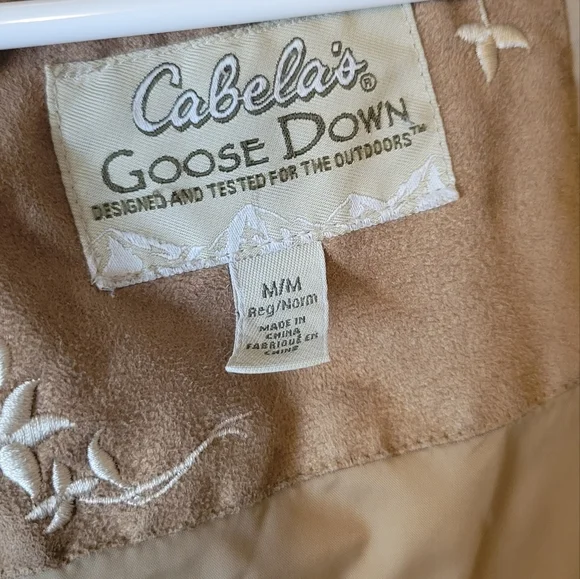 Cabela's®
GOOSE DOWN
DESIGNED AND TESTED FOR THE OUTDOORS™
M/M
Reg/Norm
MADE IN
CHINA
FABRIQUÉ EN
CHINE